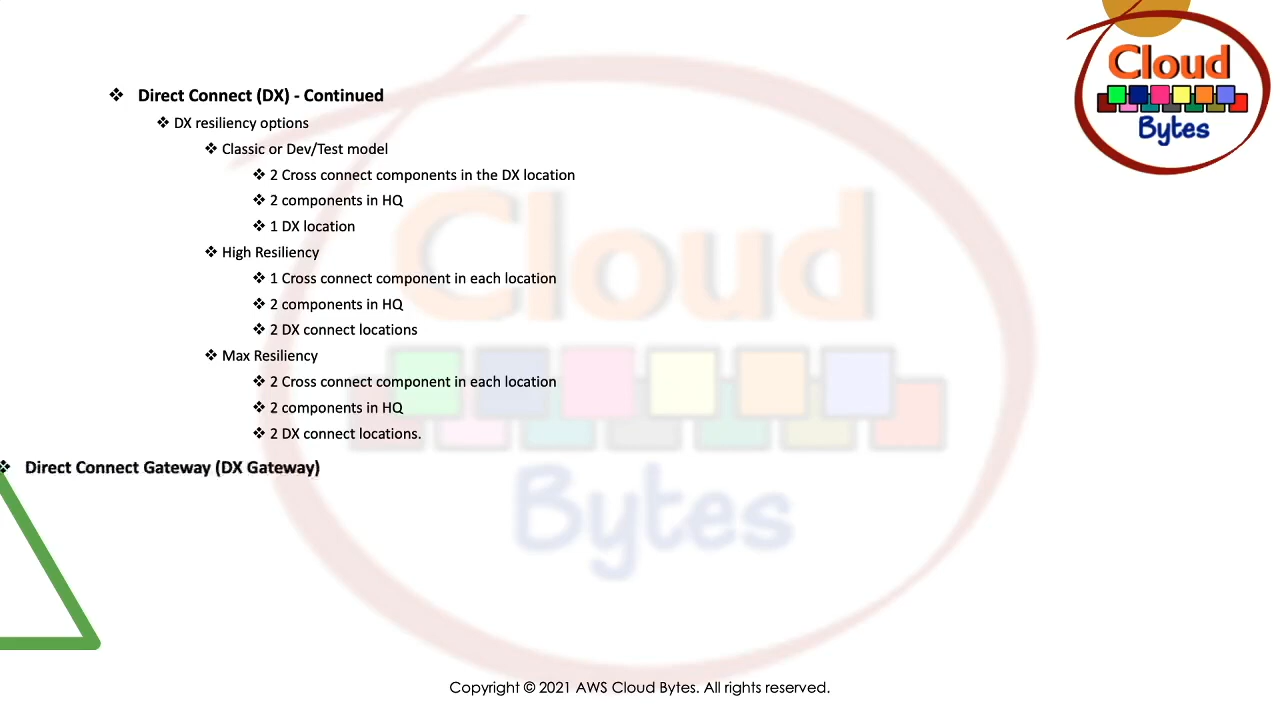 Cloud
Bytes
❖ Direct Connect (DX) - Continued
❖ DX resiliency options
❖ Classic or Dev/Test model
❖ 2 Cross connect components in the DX location
❖ 2 components in HQ
❖ 1 DX location
❖ High Resiliency
❖ 1 Cross connect component in each location
❖ 2 components in HQ
❖ 2 DX connect locations
❖ Max Resiliency
❖ 2 Cross connect component in each location
❖ 2 components in HQ
❖ 2 DX connect locations.
❖ Direct Connect Gateway (DX Gateway)
Cloud
Bytes
Copyright © 2021 AWS Cloud Bytes. All rights reserved.